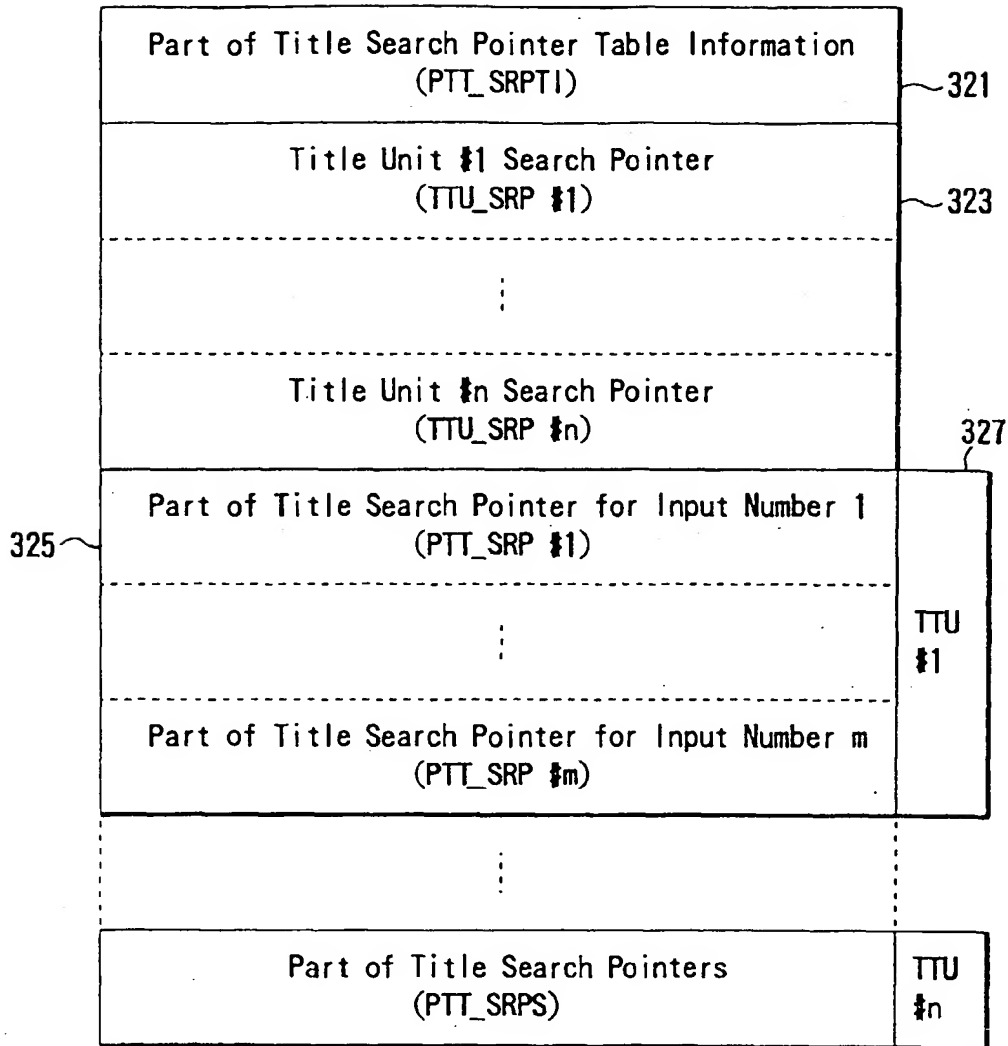 Part of Title Search Pointer Table Information
(PTT_SRPTI)
321
Title Unit #1 Search Pointer
(TTU_SRP #1)
323
Title Unit #n Search Pointer
(TTU_SRP #n)
327
Part of Title Search Pointer for Input Number 1
(PTT_SRP #1)
325
TTU
#1
Part of Title Search Pointer for Input Number m
(PTT_SRP #m)
Part of Title Search Pointers
(PTT_SRPS)
TTU
#n